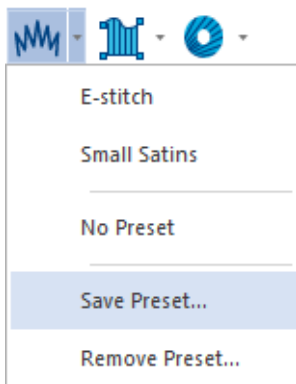 E-stitch
Small Satins
No Preset
Save Preset...
Remove Preset...